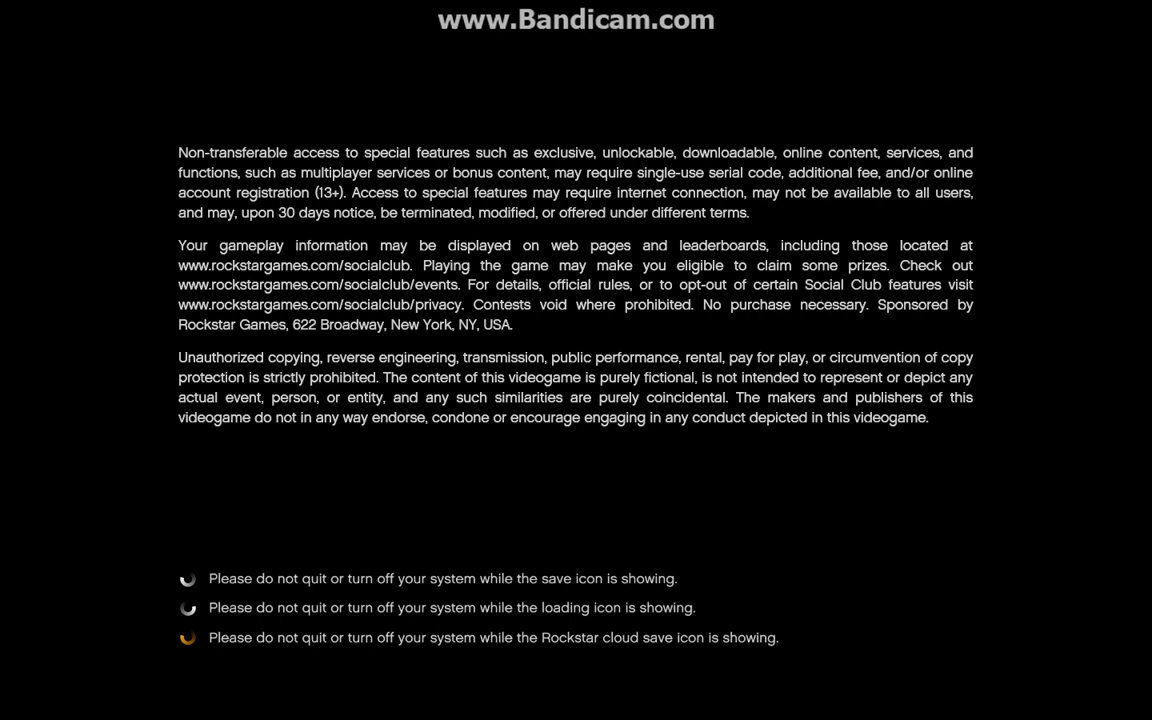 www.Bandicam.com
Non-transferable access to special features such as exclusive, unlockable, downloadable, online content, services, and
functions, such as multiplayer services or bonus content, may require single-use serial code, additional fee, and/or online
account registration (13+). Access to special features may require internet connection, may not be available to all users,
and may, upon 30 days notice, be terminated, modified, or offered under different terms.
Your gameplay information may be displayed on web pages and leaderboards, including those located at
www.rockstargames.com/socialclub. Playing the game may make you eligible to claim some prizes. Check out
www.rockstargames.com/socialclub/events. For details, official rules, or to opt-out of certain Social Club features visit
www.rockstargames.com/socialclub/privacy. Contests void where prohibited. No purchase necessary. Sponsored by
Rockstar Games, 622 Broadway, New York, NY, USA.
Unauthorized copying, reverse engineering, transmission, public performance, rental, pay for play, or circumvention of copy
protection is strictly prohibited. The content of this videogame is purely fictional, is not intended to represent or depict any
actual event, person, or entity, and any such similarities are purely coincidental. The makers and publishers of this
videogame do not in any way endorse, condone or encourage engaging in any conduct depicted in this videogame.
Please do not quit or turn off your system while the save icon is showing.
Please do not quit or turn off your system while the loading icon is showing.
Please do not quit or turn off your system while the Rockstar cloud save icon is showing.